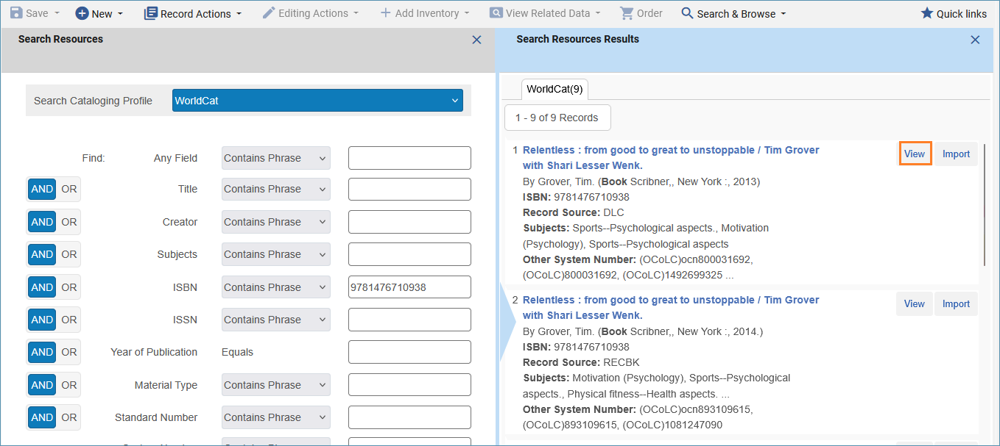 Save New Record Actions Editing Actions Add Inventory View Related Data Order Search & Browse Quick links
Search Resources
Search Cataloging Profile WorldCat
Find: Any Field Contains Phrase
AND OR Title Contains Phrase
AND OR Creator Contains Phrase
AND OR Subjects Contains Phrase
AND OR ISBN Contains Phrase 9781476710938
AND OR ISSN Contains Phrase
AND OR Year of Publication Equals
AND OR Material Type Contains Phrase
AND OR Standard Number Contains Phrase
Search Resources Results
WorldCat(9)
1 - 9 of 9 Records
1 Relentless : from good to great to unstoppable / Tim Grover View Import
with Shari Lesser Wenk.
By Grover, Tim. (Book Scribner,, New York :, 2013)
ISBN: 9781476710938
Record Source: DLC
Subjects: Sports--Psychological aspects., Motivation
(Psychology), Sports--Psychological aspects
Other System Number: (OCoLC)ocn800031692,
(OCoLC)800031692, (OCoLC)1492699325 ...
2 Relentless : from good to great to unstoppable / Tim Grover View Import
with Shari Lesser Wenk.
By Grover, Tim. (Book Scribner,, New York :, 2014.)
ISBN: 9781476710938
Record Source: RECBK
Subjects: Motivation (Psychology), Sports--Psychological
aspects., Physical fitness--Health aspects. ...
Other System Number: (OCoLC)ocn893109615,
(OCoLC)893109615, (OCoLC)1081247090